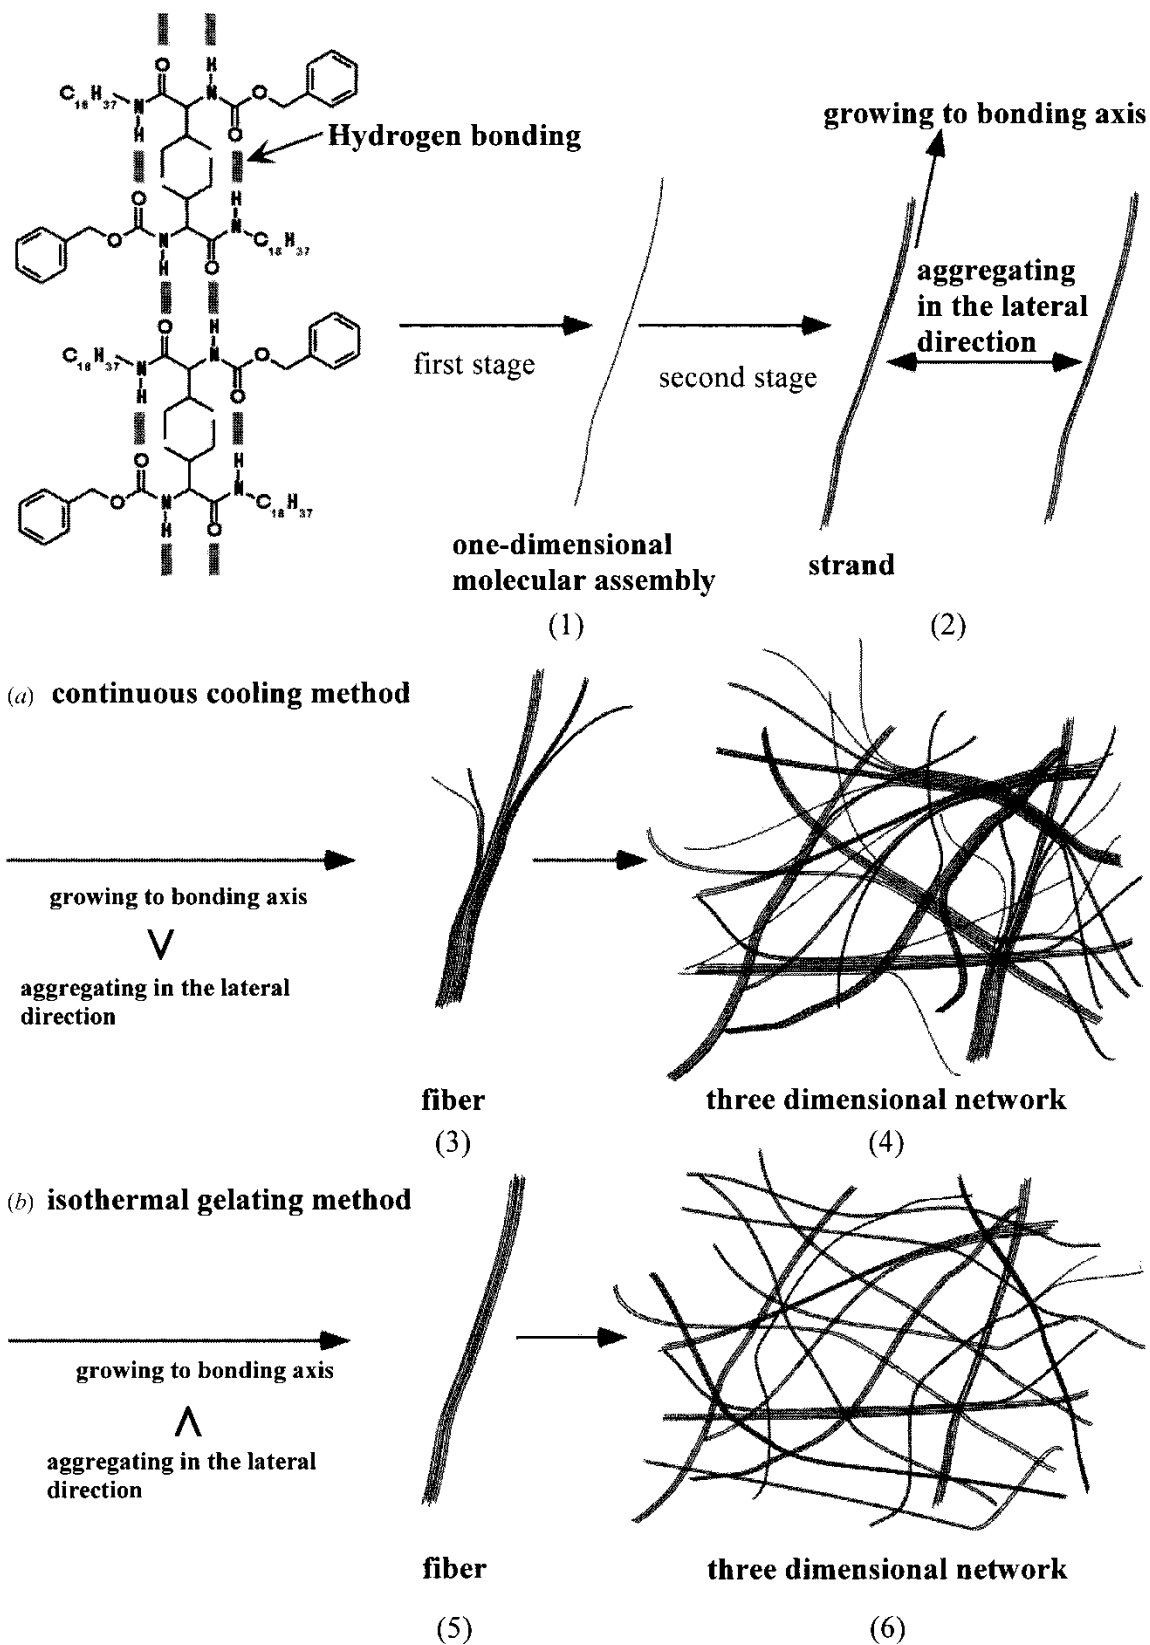 O H
C18H37 N N O
H O
Hydrogen bonding
O H
O N N C18H37
H O
O H
C18H37 N N O
H O
O H
O N N C18H37
H O
growing to bonding axis
aggregating
in the lateral
direction
first stage
second stage
one-dimensional
molecular assembly
strand
(1)
(2)
(a) continuous cooling method
growing to bonding axis
∨
aggregating in the lateral
direction
fiber
three dimensional network
(3)
(4)
(b) isothermal gelating method
growing to bonding axis
∧
aggregating in the lateral
direction
fiber
three dimensional network
(5)
(6)